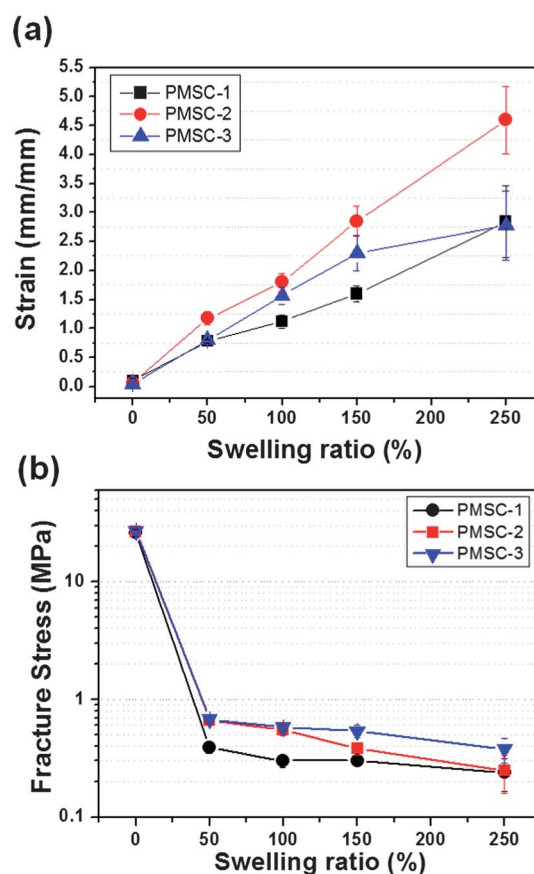 (a)
5.5
5.0
4.5
4.0
3.5
3.0
2.5
2.0
1.5
1.0
0.5
0.0
Strain (mm/mm)
PMSC-1
PMSC-2
PMSC-3
0 50 100 150 200 250
Swelling ratio (%)
(b)
10
1
0.1
Fracture Stress (MPa)
PMSC-1
PMSC-2
PMSC-3
0 50 100 150 200 250
Swelling ratio (%)